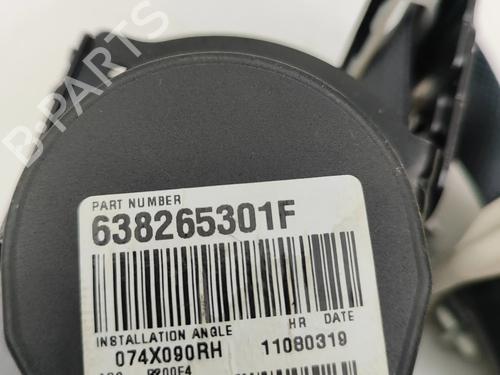 B-PARTS
PART NUMBER
638265301F
INSTALLATION ANGLE HR DATE
074X090RH 11080319